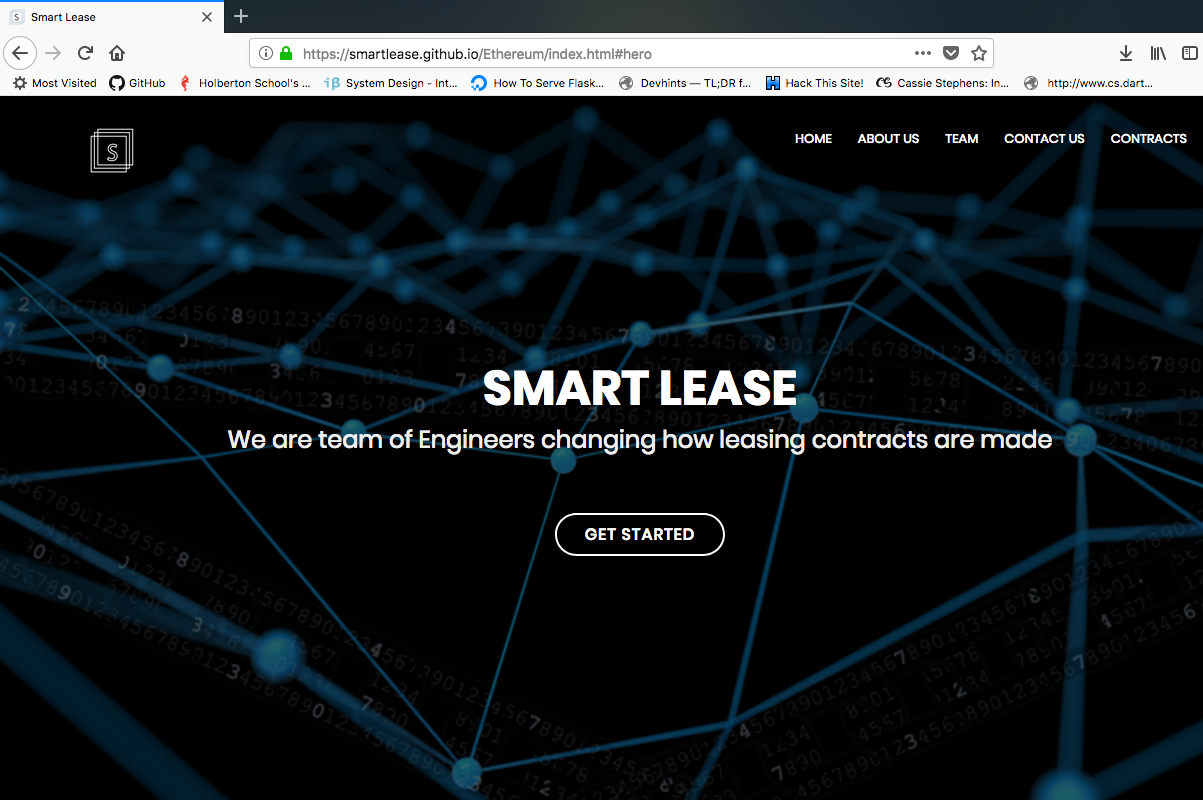 Smart Lease
https://smartlease.github.io/Ethereum/index.html#hero
Most Visited GitHub Holberton School's ... System Design - Int... How To Serve Flask... Devhints — TL;DR f... Hack This Site! Cassie Stephens: In... http://www.cs.dart...
S
HOME ABOUT US TEAM CONTACT US CONTRACTS
SMART LEASE
We are team of Engineers changing how leasing contracts are made
GET STARTED